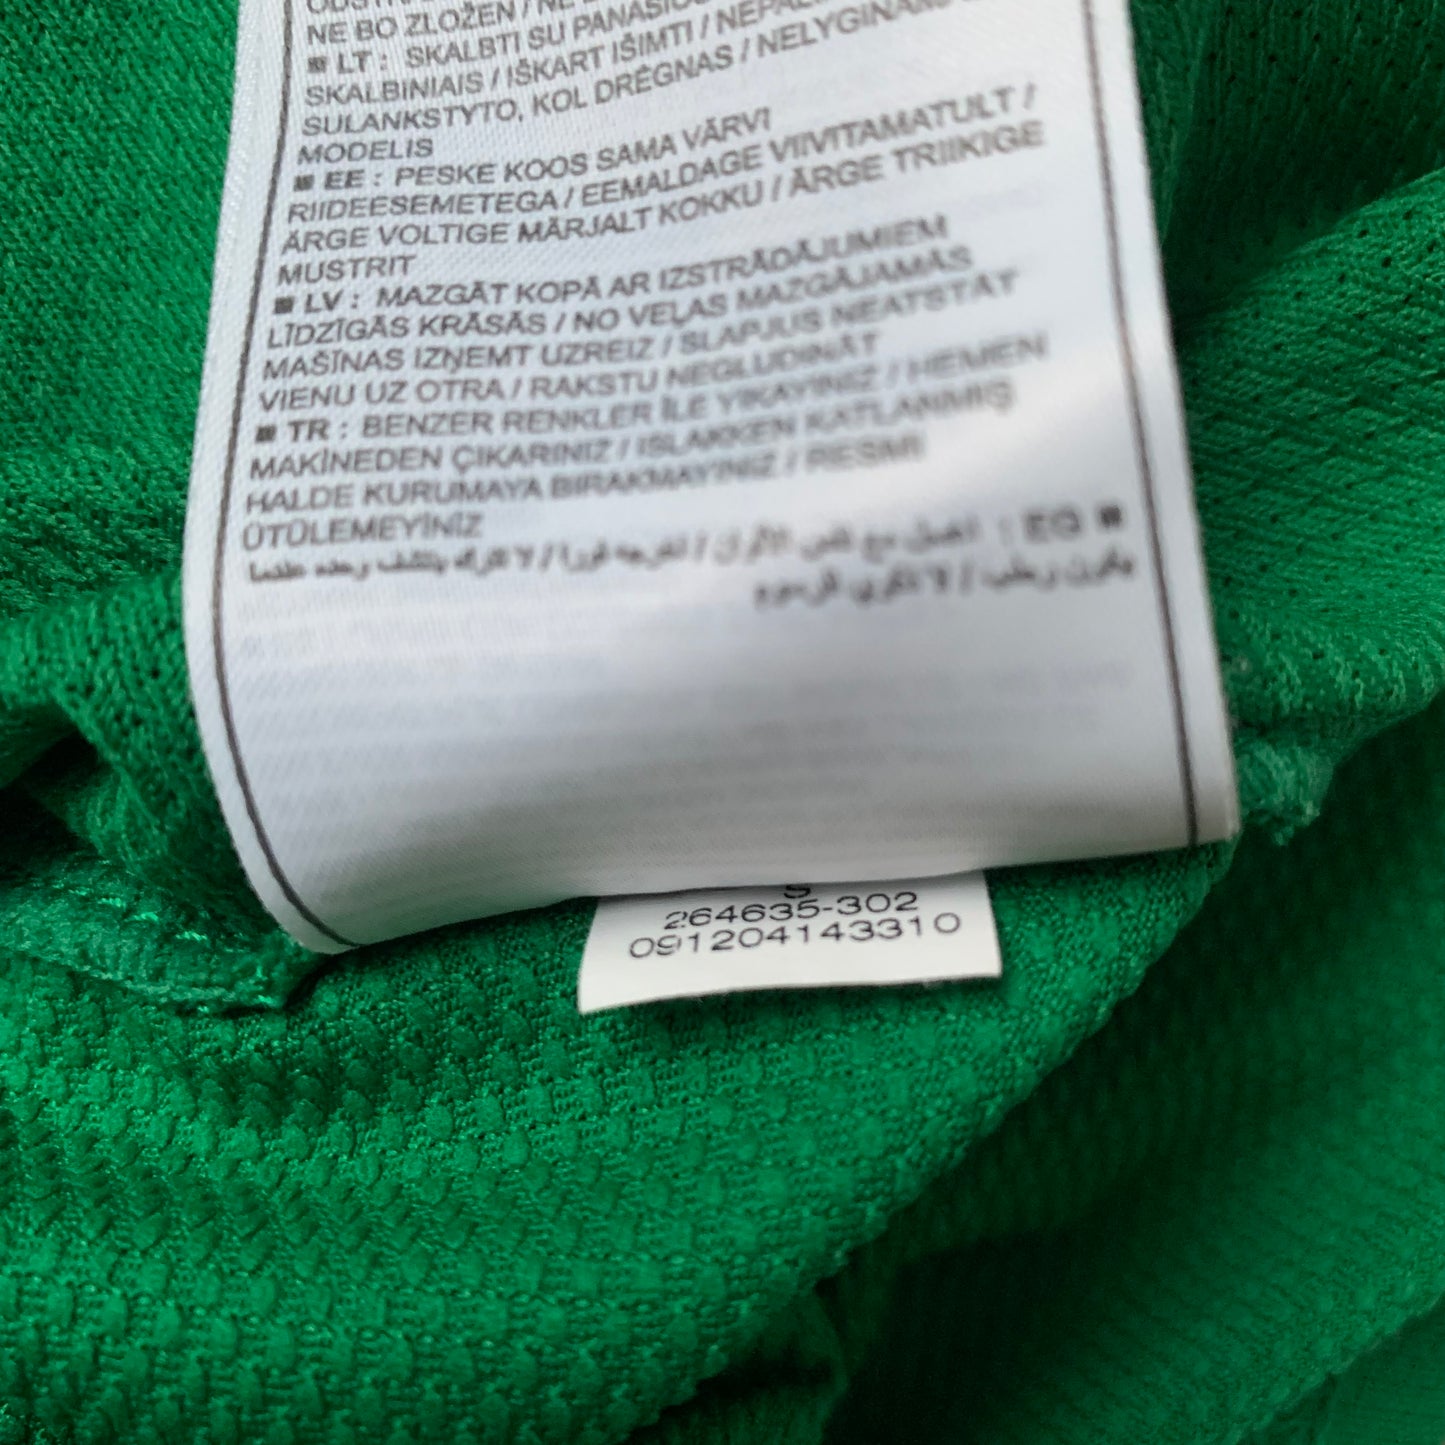 NE BO ZLOŽEN / NE
■ LT : SKALBTI SU PANAŠIOS
SKALBINIAIS / IŠKART IŠIMTI /
SULANKSTYTO, KOL DRĖGNAS / NELYGINANT
MODELIS
■ EE : PESKE KOOS SAMA VÄRVI
RIIDEESEMETEGA / EEMALDAGE VIIVITAMATULT /
ÄRGE VOLTIGE MÄRJALT KOKKU / ÄRGE TRIIKIGE
MUSTRIT
■ LV : MAZGĀT KOPĀ AR IZSTRĀDĀJUMIEM
LĪDZĪGĀS KRĀSĀS / NO VEĻAS MAZGĀJAMĀS
MAŠĪNAS IZŅEMT UZREIZ / SLAPJUS NEATSTĀT
VIENU UZ OTRA / RAKSTU NEGLUDINĀT
■ TR : BENZER RENKLER İLE YIKAYINIZ / HEMEN
MAKİNEDEN ÇIKARINIZ / ISLAKKEN KATLANMIŞ
HALDE KURUMAYA BIRAKMAYINIZ / RESMİ
ÜTÜLEMEYİNİZ
■ EG :
S
264635-302
091204143310